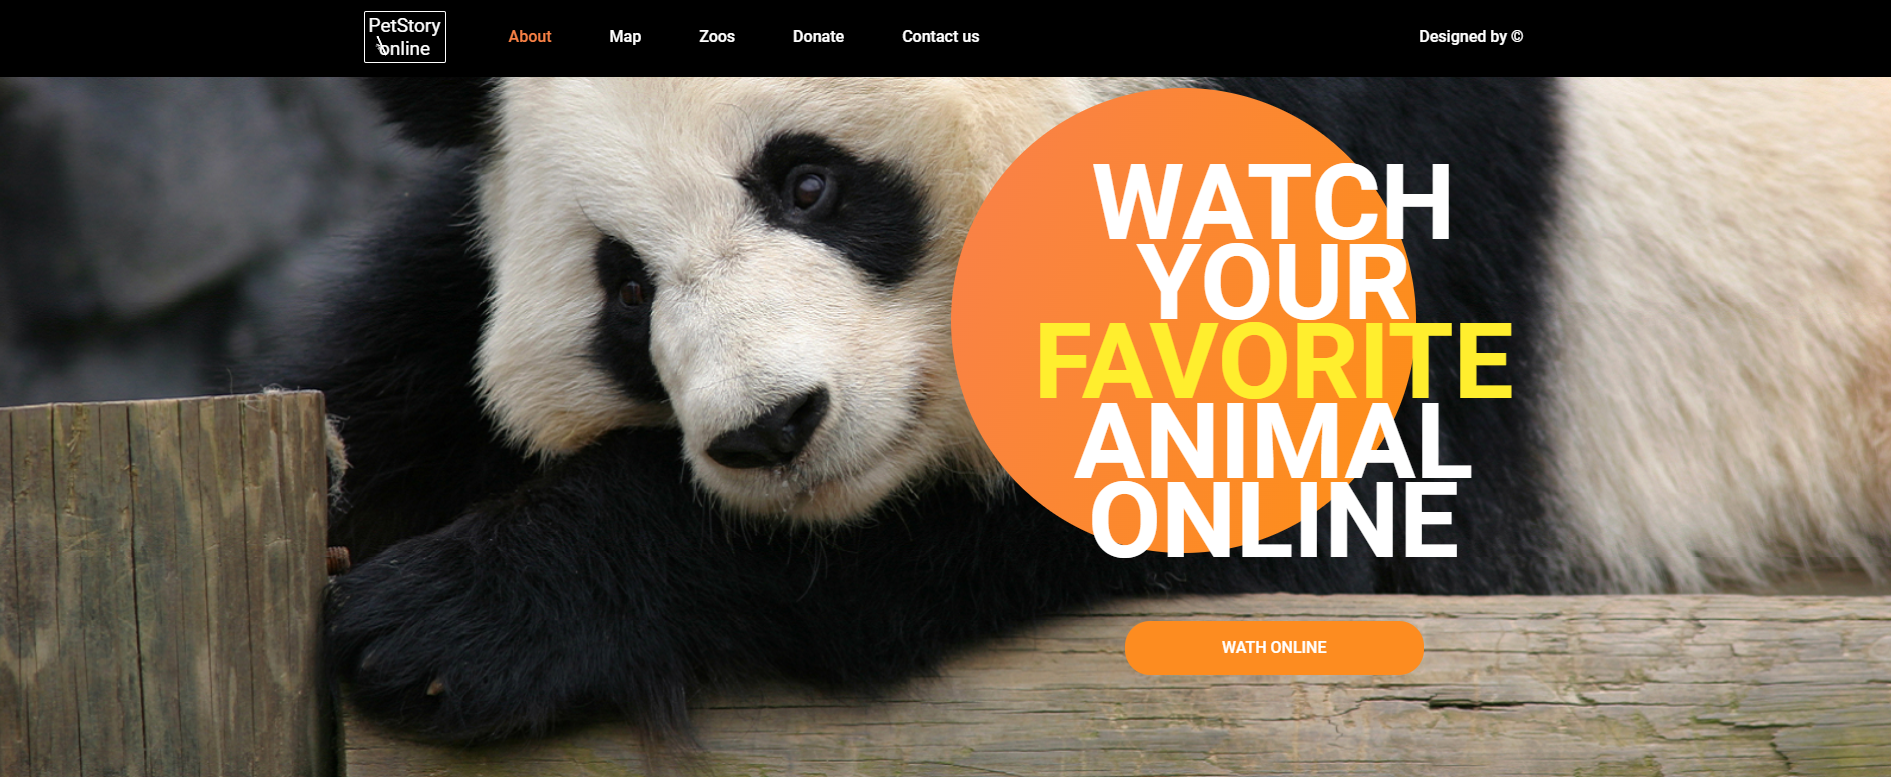 PetStory
online
About
Map
Zoos
Donate
Contact us
Designed by ©
WATCH
YOUR
FAVORITE
ANIMAL
ONLINE
WATH ONLINE